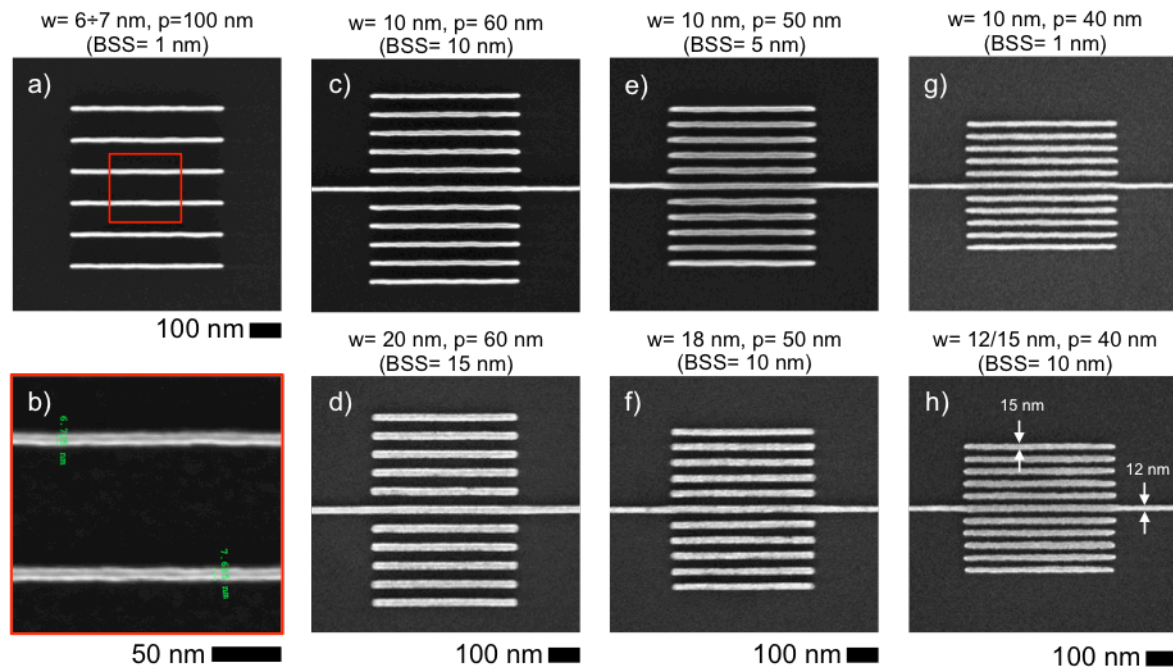 w= 6÷7 nm, p=100 nm
(BSS= 1 nm)
a)
100 nm
w= 10 nm, p= 60 nm
(BSS= 10 nm)
c)
w= 10 nm, p= 50 nm
(BSS= 5 nm)
e)
w= 10 nm, p= 40 nm
(BSS= 1 nm)
g)
b)
50 nm
w= 20 nm, p= 60 nm
(BSS= 15 nm)
d)
100 nm
w= 18 nm, p= 50 nm
(BSS= 10 nm)
f)
100 nm
w= 12/15 nm, p= 40 nm
(BSS= 10 nm)
h)
15 nm
12 nm
100 nm